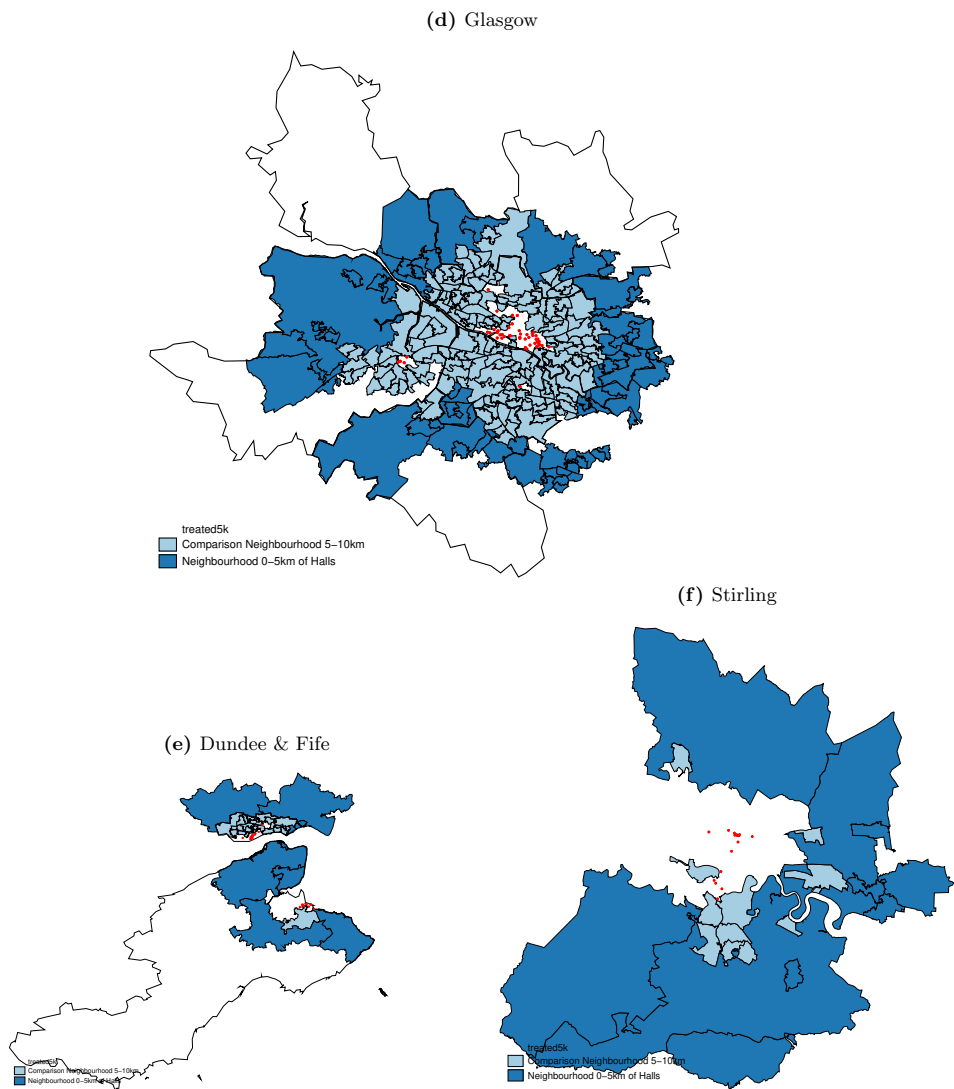 (d) Glasgow
treated5k
Comparison Neighbourhood 5−10km
Neighbourhood 0−5km of Halls
(f) Stirling
(e) Dundee & Fife
treated5k
Comparison Neighbourhood 5−10km
Neighbourhood 0−5km of Halls
treated5k
Comparison Neighbourhood 5−10km
Neighbourhood 0−5km of Halls